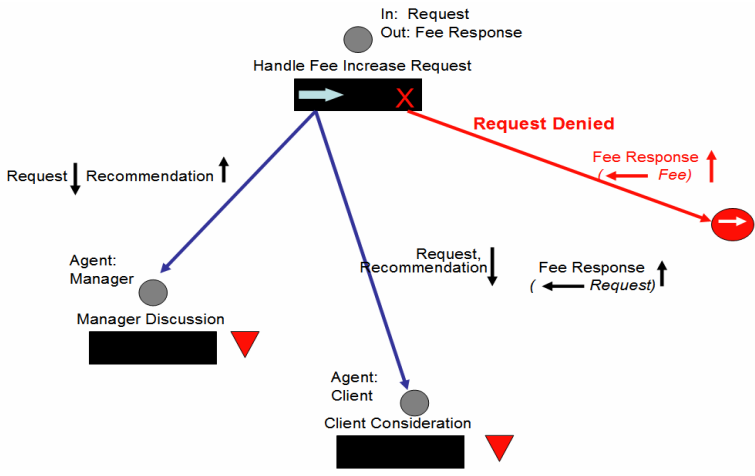 In:  Request
Out: Fee Response
Handle Fee Increase Request
X
Request Denied
Fee Response
( Fee)
Request
Recommendation
Agent:
Manager
Manager Discussion
Request,
Recommendation
Fee Response
( Request)
Agent:
Client
Client Consideration